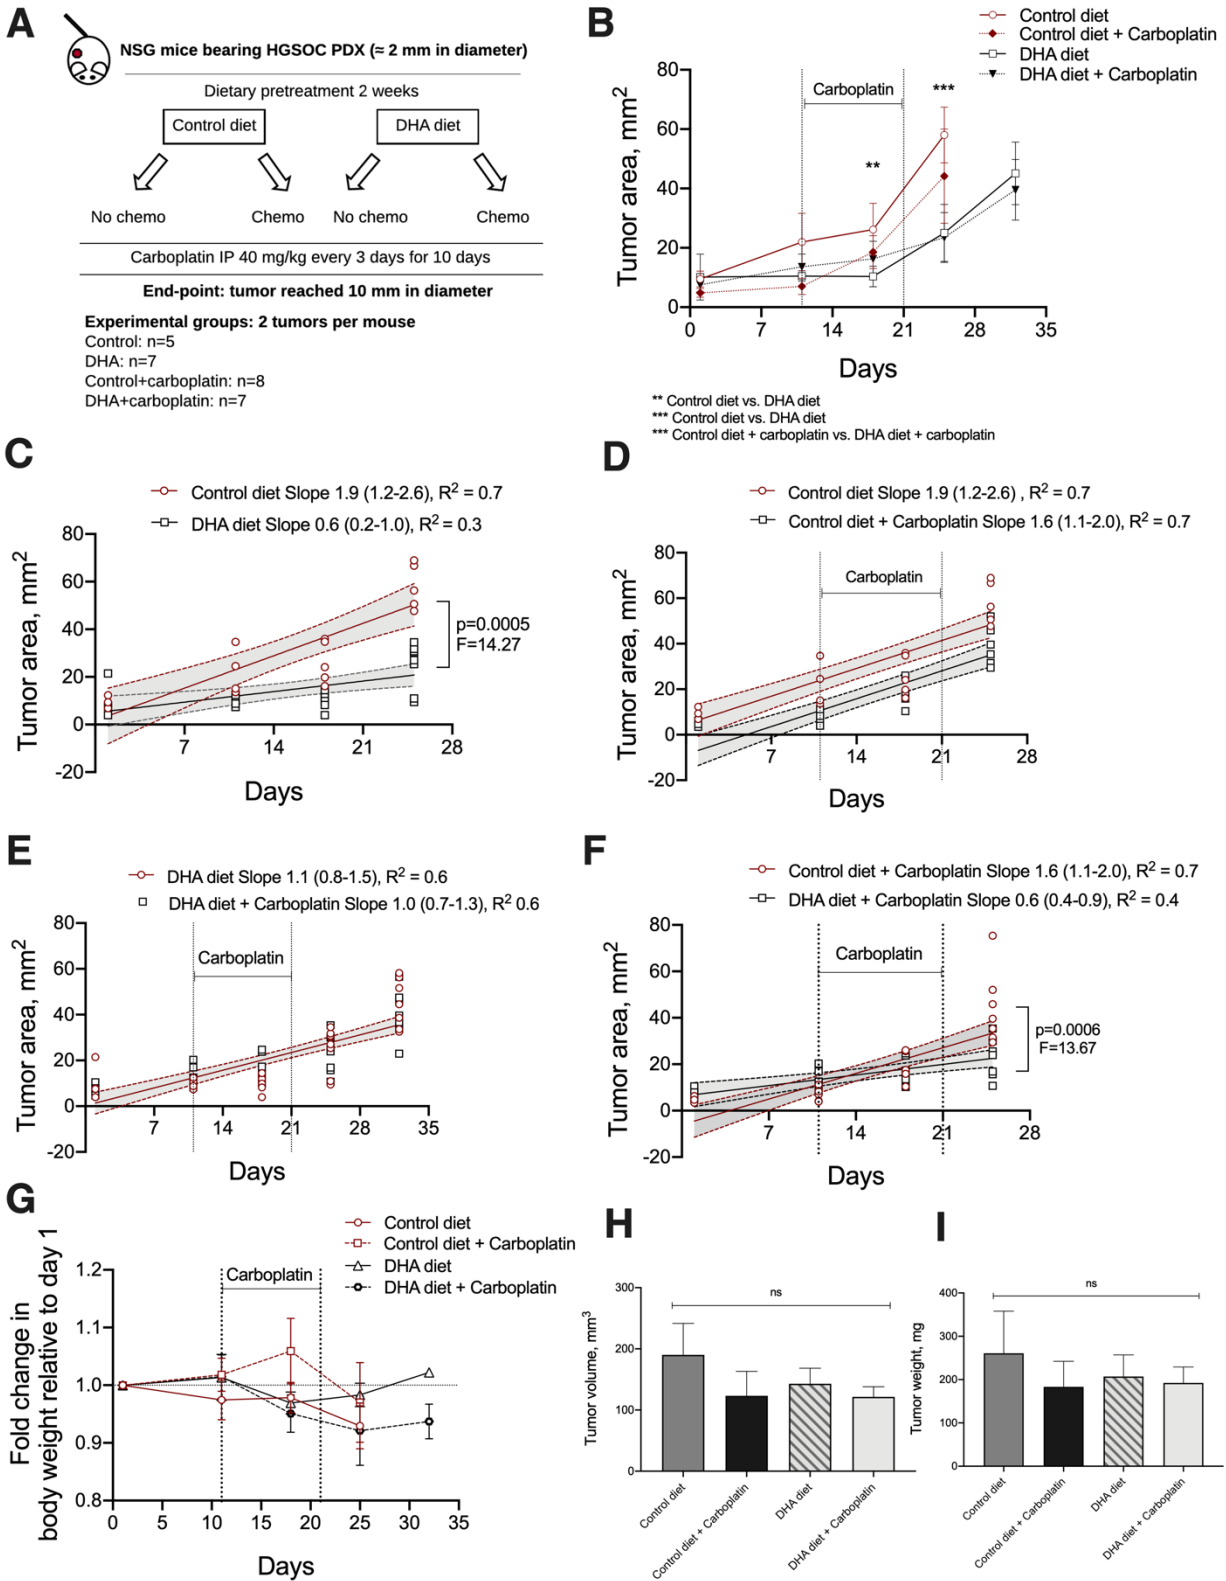 A
NSG mice bearing HGSOC PDX (≈ 2 mm in diameter)
Dietary pretreatment 2 weeks
Control diet
DHA diet
No chemo
Chemo
No chemo
Chemo
Carboplatin IP 40 mg/kg every 3 days for 10 days
End-point: tumor reached 10 mm in diameter
Experimental groups: 2 tumors per mouse
Control: n=5
DHA: n=7
Control+carboplatin: n=8
DHA+carboplatin: n=7
B
Control diet
Control diet + Carboplatin
DHA diet
DHA diet + Carboplatin
Tumor area, mm²
80
60
40
20
0
Carboplatin
**
***
0 7 14 21 28 35
Days
** Control diet vs. DHA diet
*** Control diet vs. DHA diet
*** Control diet + carboplatin vs. DHA diet + carboplatin
C
Control diet Slope 1.9 (1.2-2.6), R² = 0.7
DHA diet Slope 0.6 (0.2-1.0), R² = 0.3
Tumor area, mm²
80
60
40
20
0
-20
7 14 21 28
Days
p=0.0005
F=14.27
D
Control diet Slope 1.9 (1.2-2.6) , R² = 0.7
Control diet + Carboplatin Slope 1.6 (1.1-2.0), R² = 0.7
Tumor area, mm²
80
60
40
20
0
-20
Carboplatin
7 14 21 28
Days
E
DHA diet Slope 1.1 (0.8-1.5), R² = 0.6
DHA diet + Carboplatin Slope 1.0 (0.7-1.3), R² 0.6
Tumor area, mm²
80
60
40
20
0
-20
Carboplatin
7 14 21 28 35
Days
F
Control diet + Carboplatin Slope 1.6 (1.1-2.0), R² = 0.7
DHA diet + Carboplatin Slope 0.6 (0.4-0.9), R² = 0.4
Tumor area, mm²
80
60
40
20
0
-20
Carboplatin
7 14 21 28
Days
p=0.0006
F=13.67
G
Control diet
Control diet + Carboplatin
DHA diet
DHA diet + Carboplatin
Fold change in
body weight relative to day 1
1.2
1.1
1.0
0.9
0.8
Carboplatin
0 5 10 15 20 25 30 35
Days
H
Tumor volume, mm³
300
200
100
0
ns
Control diet
Control diet + Carboplatin
DHA diet
DHA diet + Carboplatin
I
Tumor weight, mg
400
300
200
100
0
ns
Control diet
Control diet + Carboplatin
DHA diet
DHA diet + Carboplatin